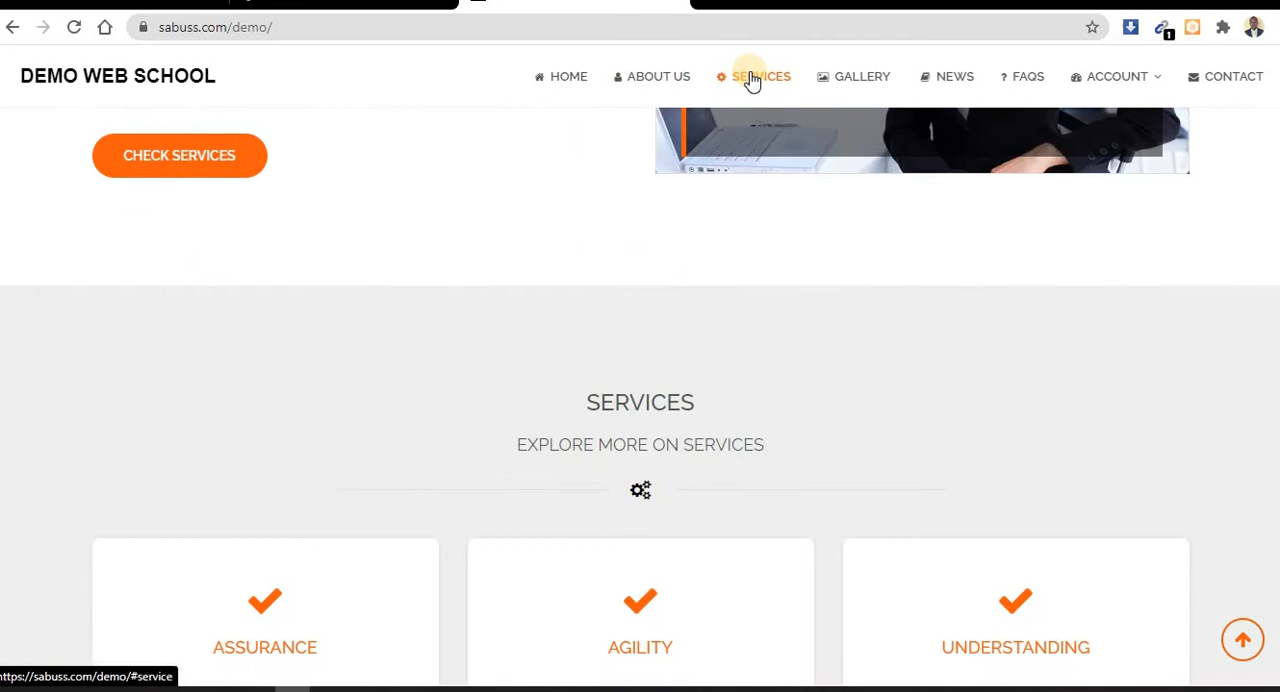 sabuss.com/demo/
1
DEMO WEB SCHOOL
HOME ABOUT US SERVICES GALLERY NEWS ? FAQS ACCOUNT CONTACT
CHECK SERVICES
SERVICES
EXPLORE MORE ON SERVICES
ASSURANCE AGILITY UNDERSTANDING
https://sabuss.com/demo/#service